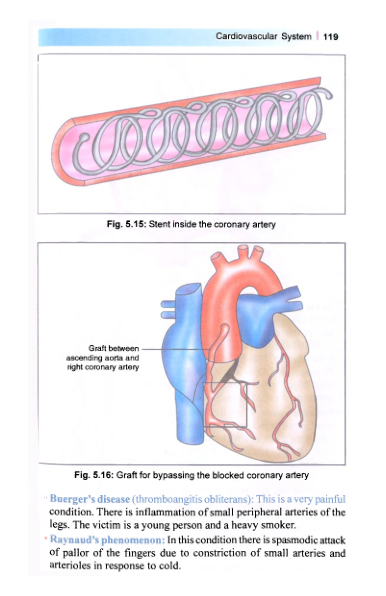 Cardiovascular System | 119
Fig. 5.15: Stent inside the coronary artery
Graft between
ascending aorta and
right coronary artery
Fig. 5.16: Graft for bypassing the blocked coronary artery
Buerger's disease (thromboangitis obliterans): This is a very painful
condition. There is inflammation of small peripheral arteries of the
legs. The victim is a young person and a heavy smoker.
Raynaud's phenomenon: In this condition there is spasmodic attack
of pallor of the fingers due to constriction of small arteries and
arterioles in response to cold.